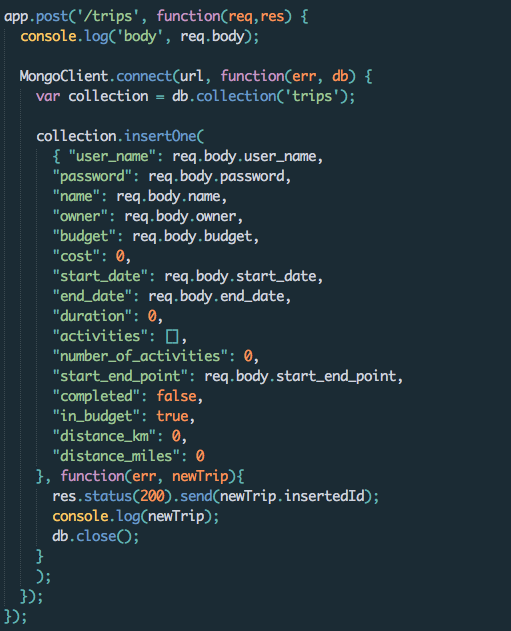 app.post('/trips', function(req,res) {
  console.log('body', req.body);
  MongoClient.connect(url, function(err, db) {
    var collection = db.collection('trips');
    collection.insertOne(
      { "user_name": req.body.user_name,
      "password": req.body.password,
      "name": req.body.name,
      "owner": req.body.owner,
      "budget": req.body.budget,
      "cost": 0,
      "start_date": req.body.start_date,
      "end_date": req.body.end_date,
      "duration": 0,
      "activities": [],
      "number_of_activities": 0,
      "start_end_point": req.body.start_end_point,
      "completed": false,
      "in_budget": true,
      "distance_km": 0,
      "distance_miles": 0
    }, function(err, newTrip){
      res.status(200).send(newTrip.insertedId);
      console.log(newTrip);
      db.close();
    }
    );
  });
});